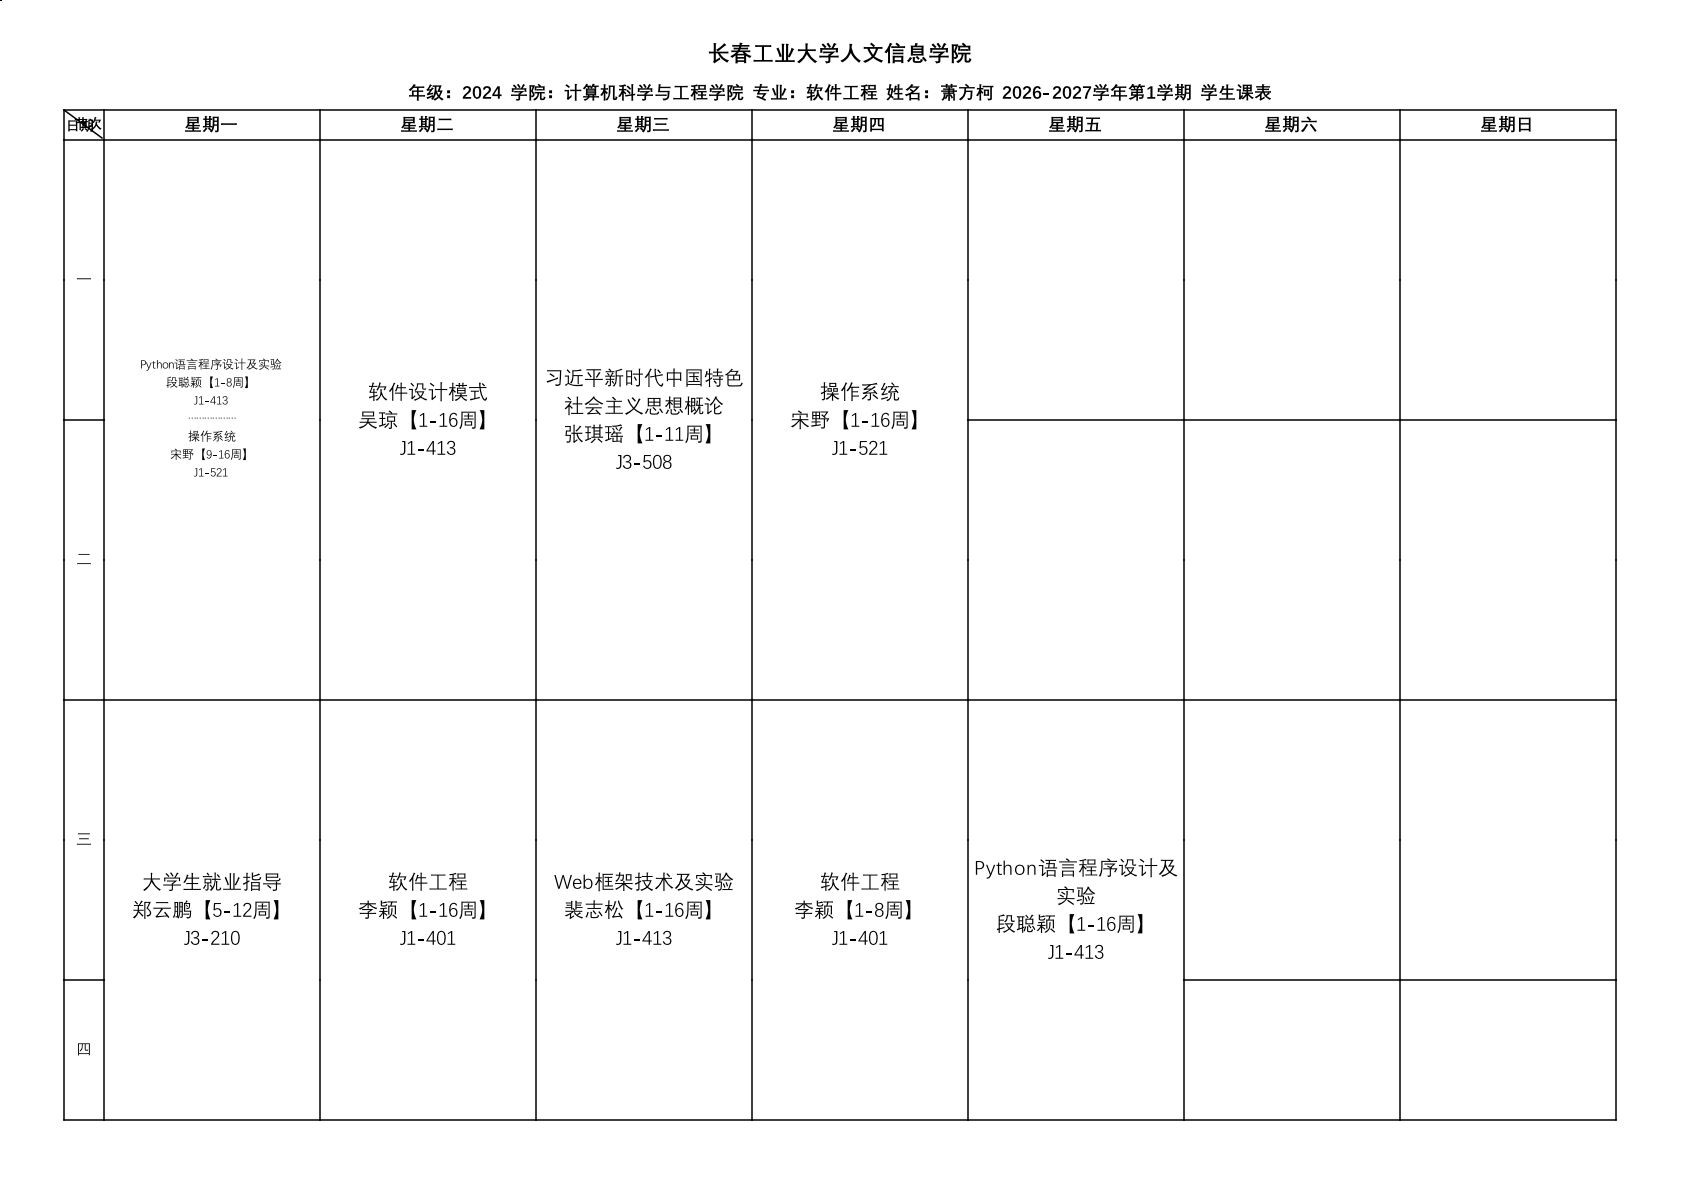 长春工业大学人文信息学院
年级：2024 学院：计算机科学与工程学院 专业：软件工程 姓名：萧方柯 2026-2027学年第1学期 学生课表
日期 节次 星期一 星期二 星期三 星期四 星期五 星期六 星期日
一
Python语言程序设计及实验
段聪颖【1-8周】
J1-413
..................
操作系统
宋野【9-16周】
J1-521
软件设计模式
吴琼【1-16周】
J1-413
习近平新时代中国特色
社会主义思想概论
张琪瑶【1-11周】
J3-508
操作系统
宋野【1-16周】
J1-521
二
三
大学生就业指导
郑云鹏【5-12周】
J3-210
软件工程
李颖【1-16周】
J1-401
Web框架技术及实验
裴志松【1-16周】
J1-413
软件工程
李颖【1-8周】
J1-401
Python语言程序设计及
实验
段聪颖【1-16周】
J1-413
四